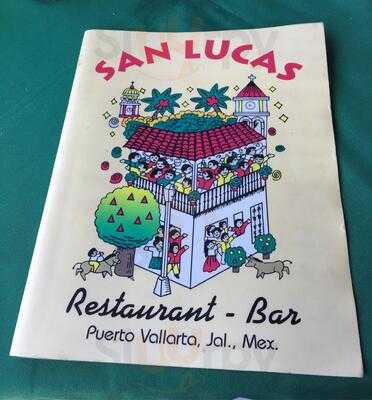 SAN LUCAS
Restaurant - Bar
Puerto Vallarta, Jal., Mex.